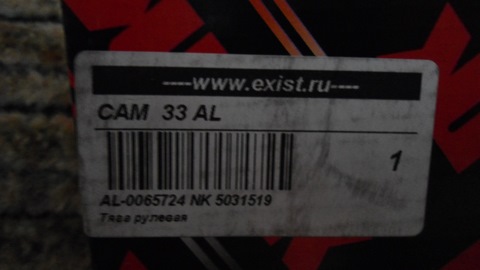 ----www.exist.ru----
CAM 33 AL
1
AL-0065724 NK 5031519
Тяга рулевая